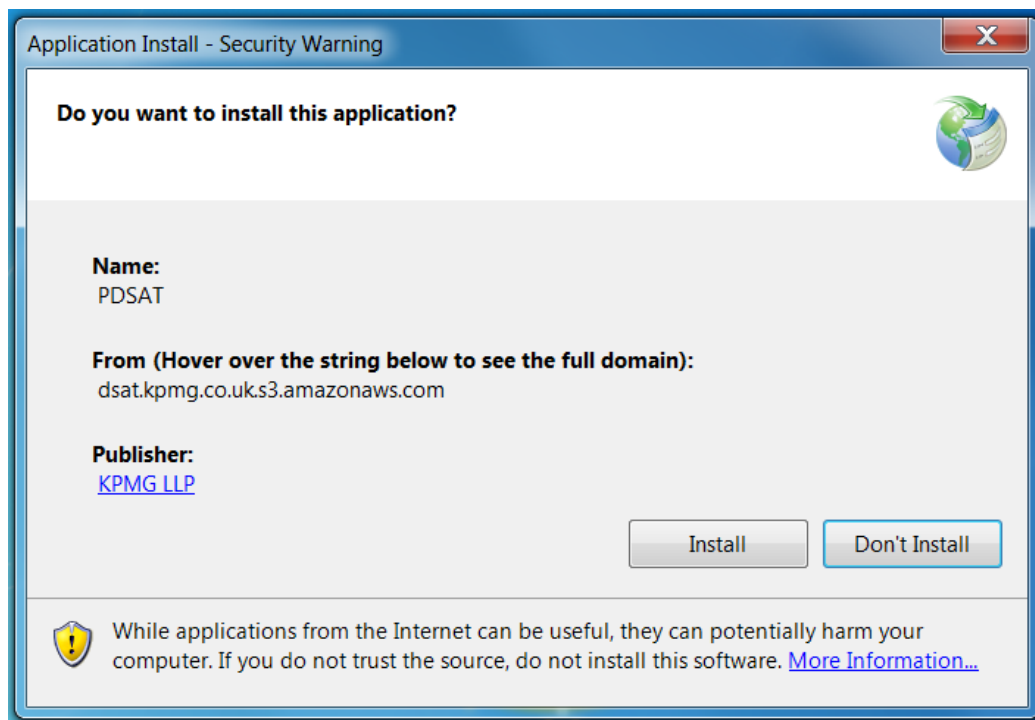 Application Install - Security Warning
Do you want to install this application?
Name:
PDSAT
From (Hover over the string below to see the full domain):
dsat.kpmg.co.uk.s3.amazonaws.com
Publisher:
KPMG LLP
Install
Don't Install
While applications from the Internet can be useful, they can potentially harm your
computer. If you do not trust the source, do not install this software. More Information...